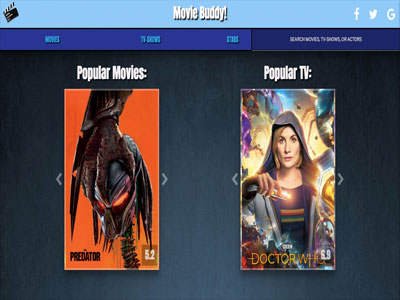 Movie Buddy!
MOVIES TV-SHOWS STARS SEARCH MOVIES, TV-SHOWS, OR ACTORS
Popular Movies: Popular TV:
PREDATOR 5.2
BBC
DOCTOR WHO 6.9